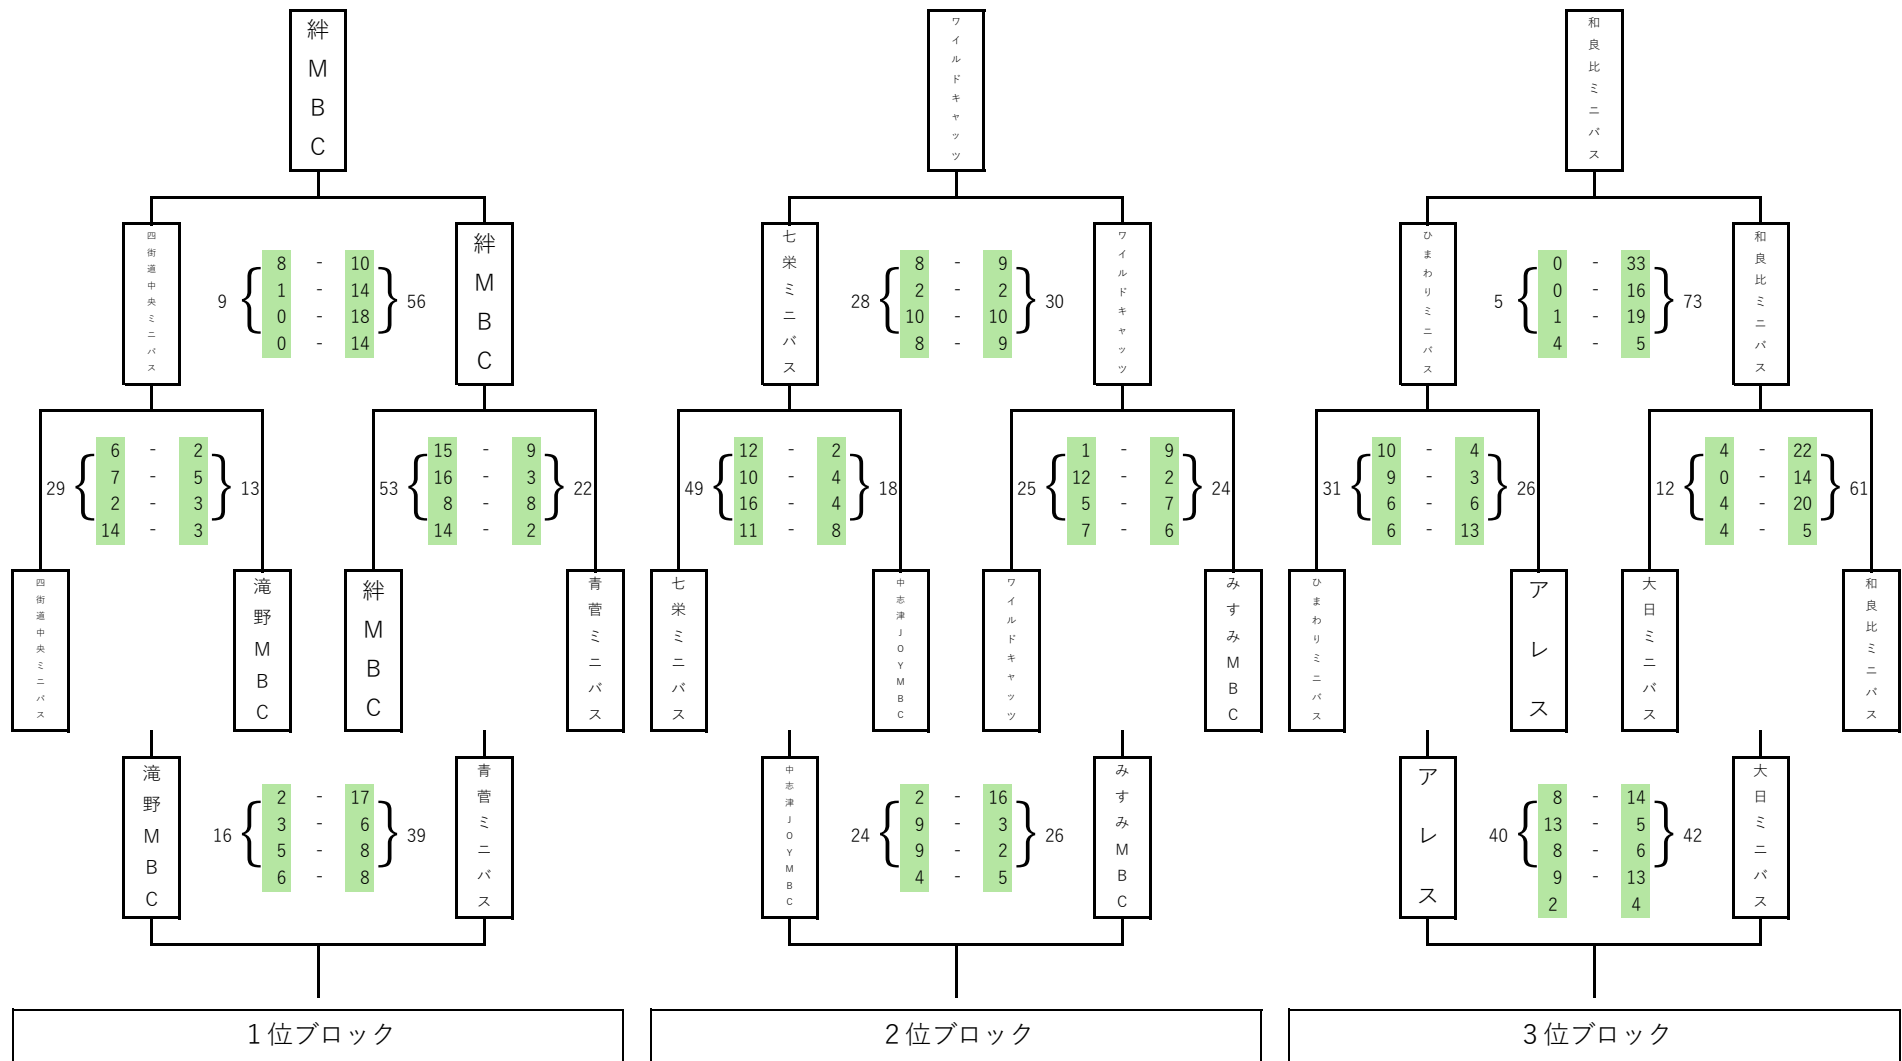 絆MBC
四街道中央ミニバス
絆MBC
9 { 8 - 10 } 56
1 - 14
0 - 18
0 - 14
29 { 6 - 2 } 13
7 - 5
2 - 3
14 - 3
53 { 15 - 9 } 22
16 - 3
8 - 8
14 - 2
四街道中央ミニバス
滝野MBC
絆MBC
青菅ミニバス
滝野MBC
16 { 2 - 17 } 39
3 - 6
5 - 8
6 - 8
青菅ミニバス
1位ブロック
ワイルドキャッツ
七栄ミニバス
ワイルドキャッツ
28 { 8 - 9 } 30
2 - 2
10 - 10
8 - 9
49 { 12 - 2 } 18
10 - 4
16 - 4
11 - 8
25 { 1 - 9 } 24
12 - 2
5 - 7
7 - 6
七栄ミニバス
中志津JOYMBC
ワイルドキャッツ
みすみMBC
中志津JOYMBC
24 { 2 - 16 } 26
9 - 3
9 - 2
4 - 5
みすみMBC
2位ブロック
和良比ミニバス
ひまわりミニバス
和良比ミニバス
5 { 0 - 33 } 73
0 - 16
1 - 19
4 - 5
31 { 10 - 4 } 26
9 - 3
6 - 6
6 - 13
12 { 4 - 22 } 61
0 - 14
4 - 20
4 - 5
ひまわりミニバス
アレス
大日ミニバス
和良比ミニバス
アレス
40 { 8 - 14 } 42
13 - 5
8 - 6
9 - 13
2 4
大日ミニバス
3位ブロック